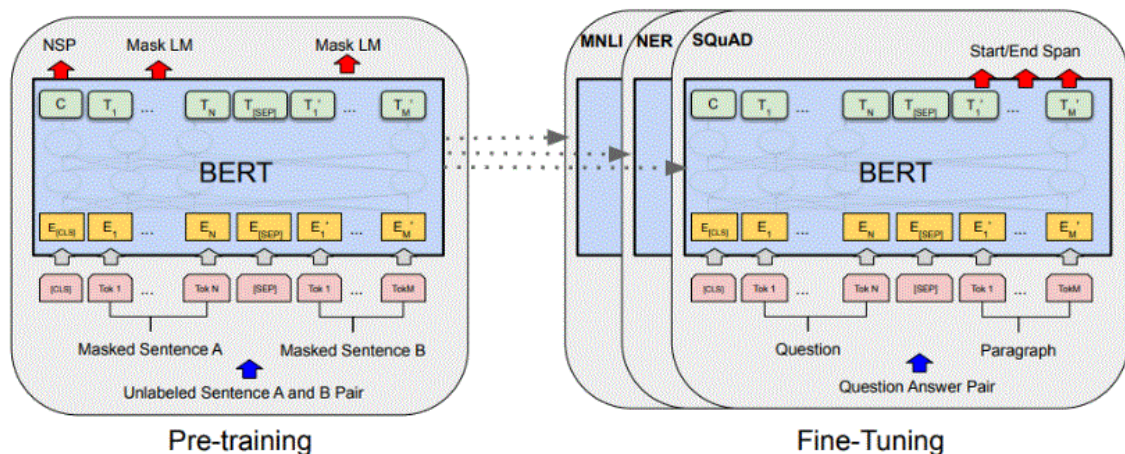 NSP Mask LM Mask LM
C T1 ... TN T[SEP] T1' ... TM'
BERT
E[CLS] E1 ... EN E[SEP] E1' ... EM'
[CLS] Tok 1 ... Tok N [SEP] Tok 1 ... TokM
Masked Sentence A Masked Sentence B
Unlabeled Sentence A and B Pair
Pre-training
MNLI NER SQuAD
Start/End Span
C T1 ... TN T[SEP] T1' ... TM'
BERT
E[CLS] E1 ... EN E[SEP] E1' ... EM'
[CLS] Tok 1 ... Tok N [SEP] Tok 1 ... TokM
Question Paragraph
Question Answer Pair
Fine-Tuning